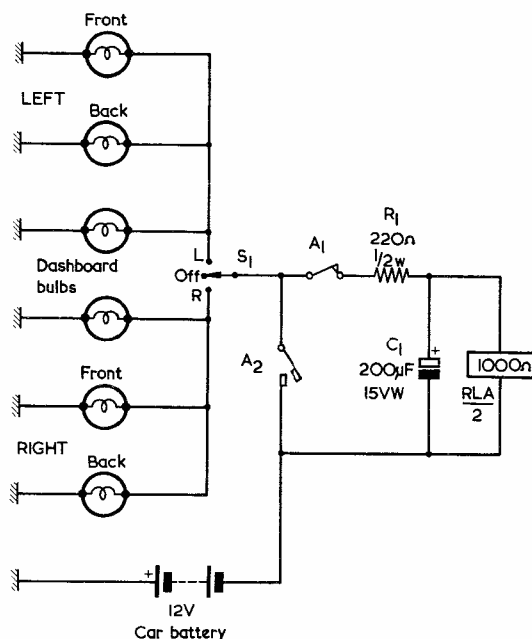 Front
LEFT
Back
Dashboard
bulbs
L
Off
R
S1
A1
R1
220Ω
1/2w
A2
C1
200µF
15VW
+
1000Ω
RLA
2
Front
RIGHT
Back
+
12V
Car battery